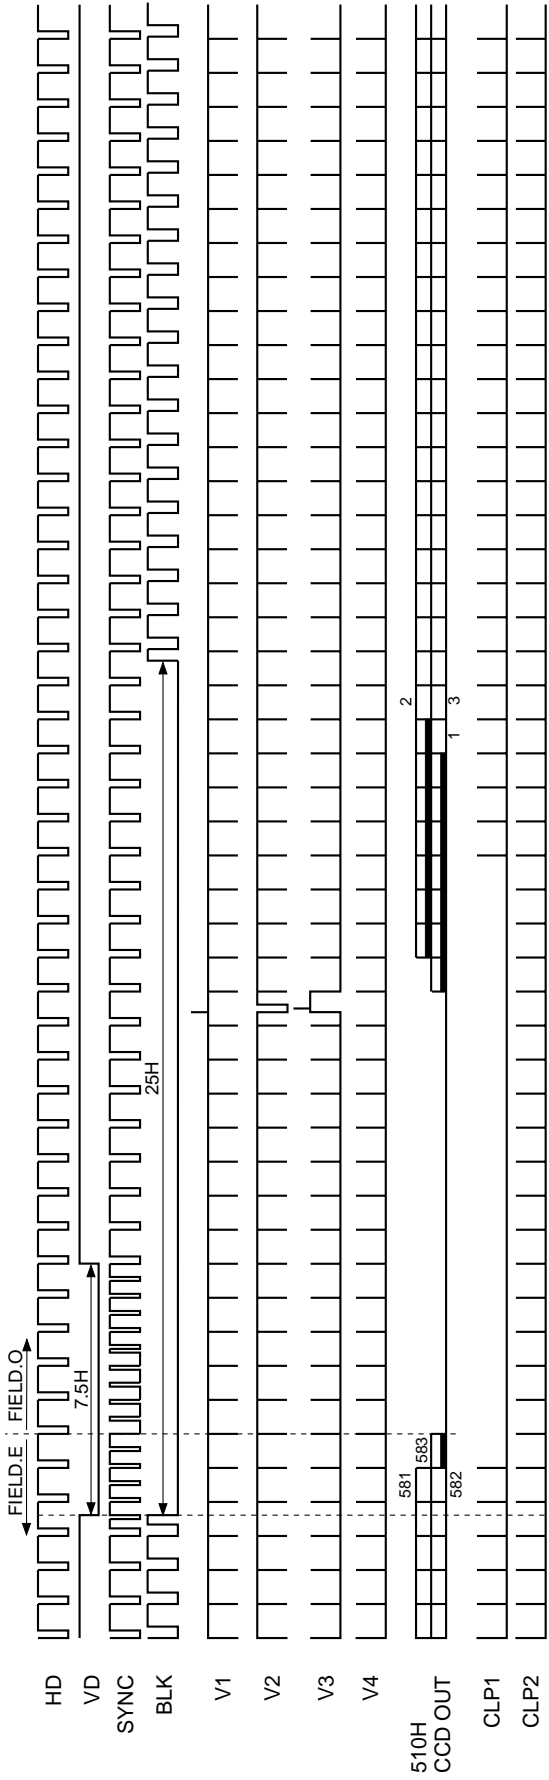 FIELD.E FIELD.O
HD
VD
7.5H
SYNC
BLK
25H
V1
V2
V3
V4
510H
CCD OUT
581
583
582
2
1
3
CLP1
CLP2